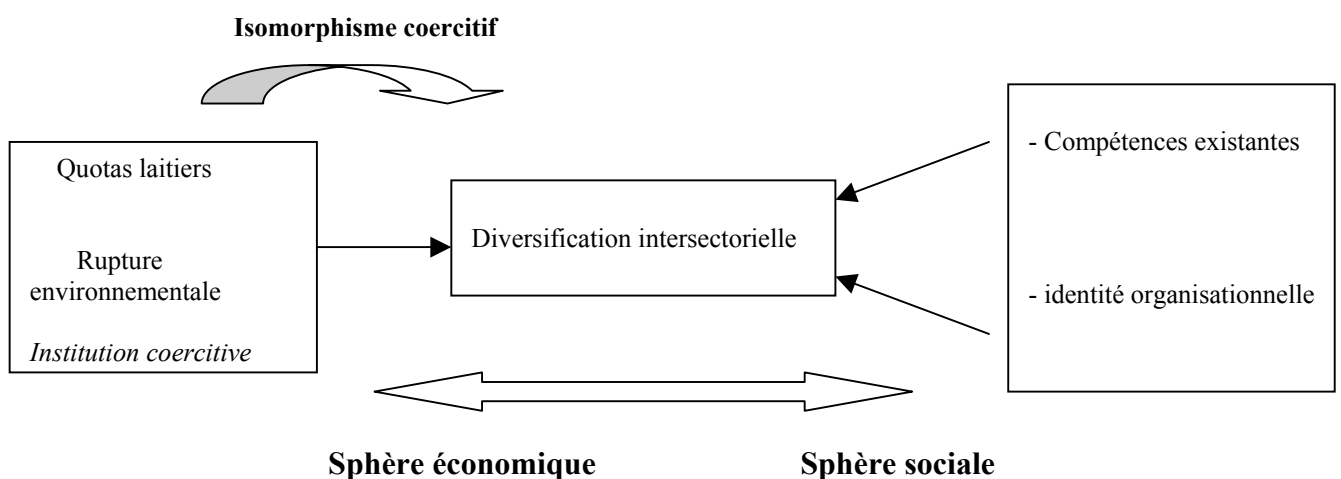 Isomorphisme coercitif
Quotas laitiers
Rupture
environnementale
Institution coercitive
Diversification intersectorielle
- Compétences existantes
- identité organisationnelle
Sphère économique
Sphère sociale